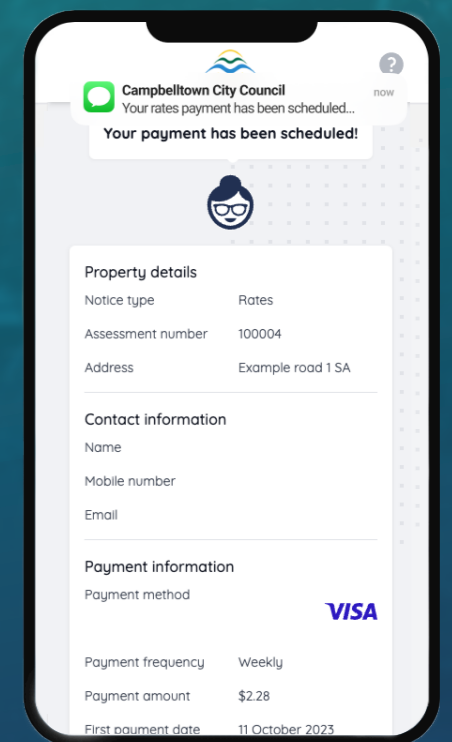 ?
Campbelltown City Council
now
Your rates payment has been scheduled...
Your payment has been scheduled!
Property details
Notice type Rates
Assessment number 100004
Address Example road 1 SA
Contact information
Name
Mobile number
Email
Payment information
Payment method
VISA
Payment frequency Weekly
Payment amount $2.28
First payment date 11 October 2023